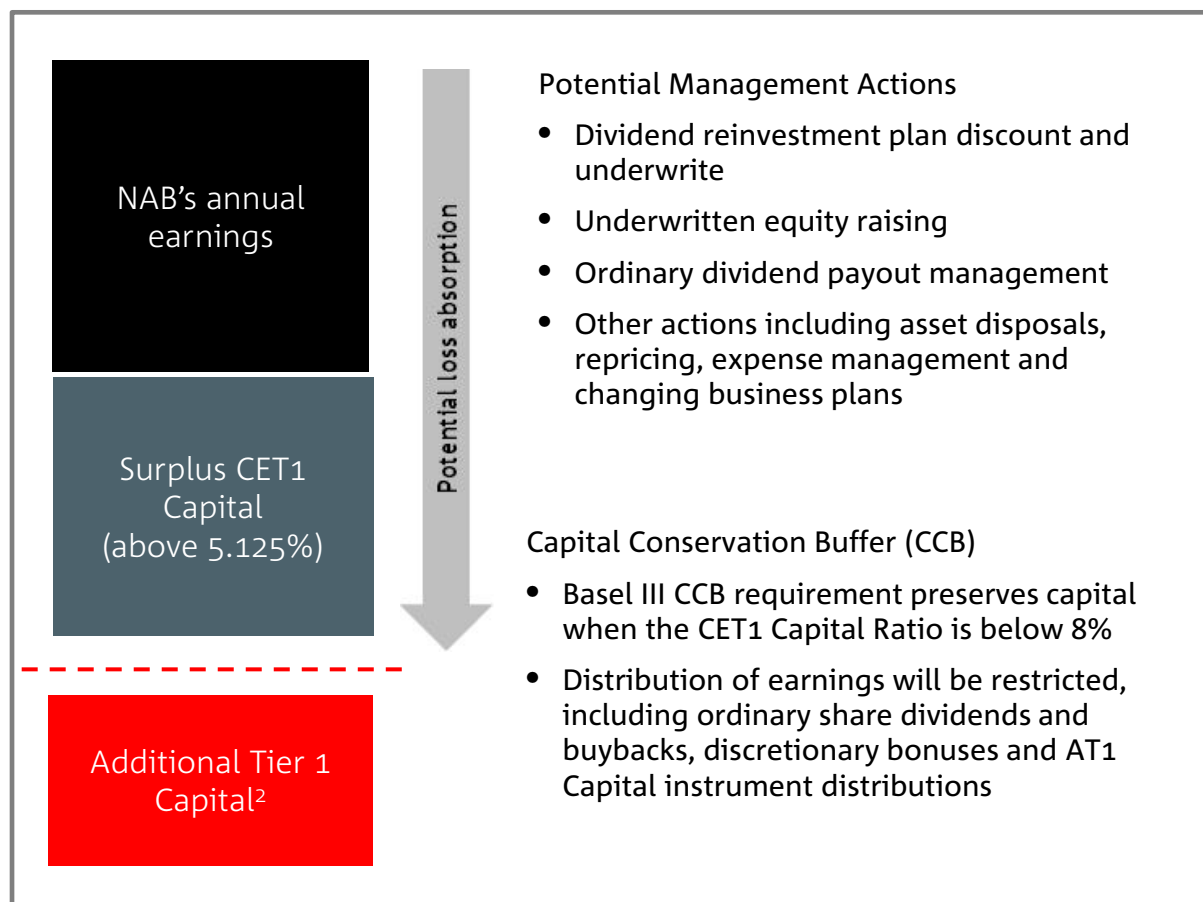 NAB’s annual
earnings
Surplus CET1
Capital
(above 5.125%)
Additional Tier 1
Capital²
Potential loss absorption
Potential Management Actions
• Dividend reinvestment plan discount and
underwrite
• Underwritten equity raising
• Ordinary dividend payout management
• Other actions including asset disposals,
repricing, expense management and
changing business plans
Capital Conservation Buffer (CCB)
• Basel III CCB requirement preserves capital
when the CET1 Capital Ratio is below 8%
• Distribution of earnings will be restricted,
including ordinary share dividends and
buybacks, discretionary bonuses and AT1
Capital instrument distributions